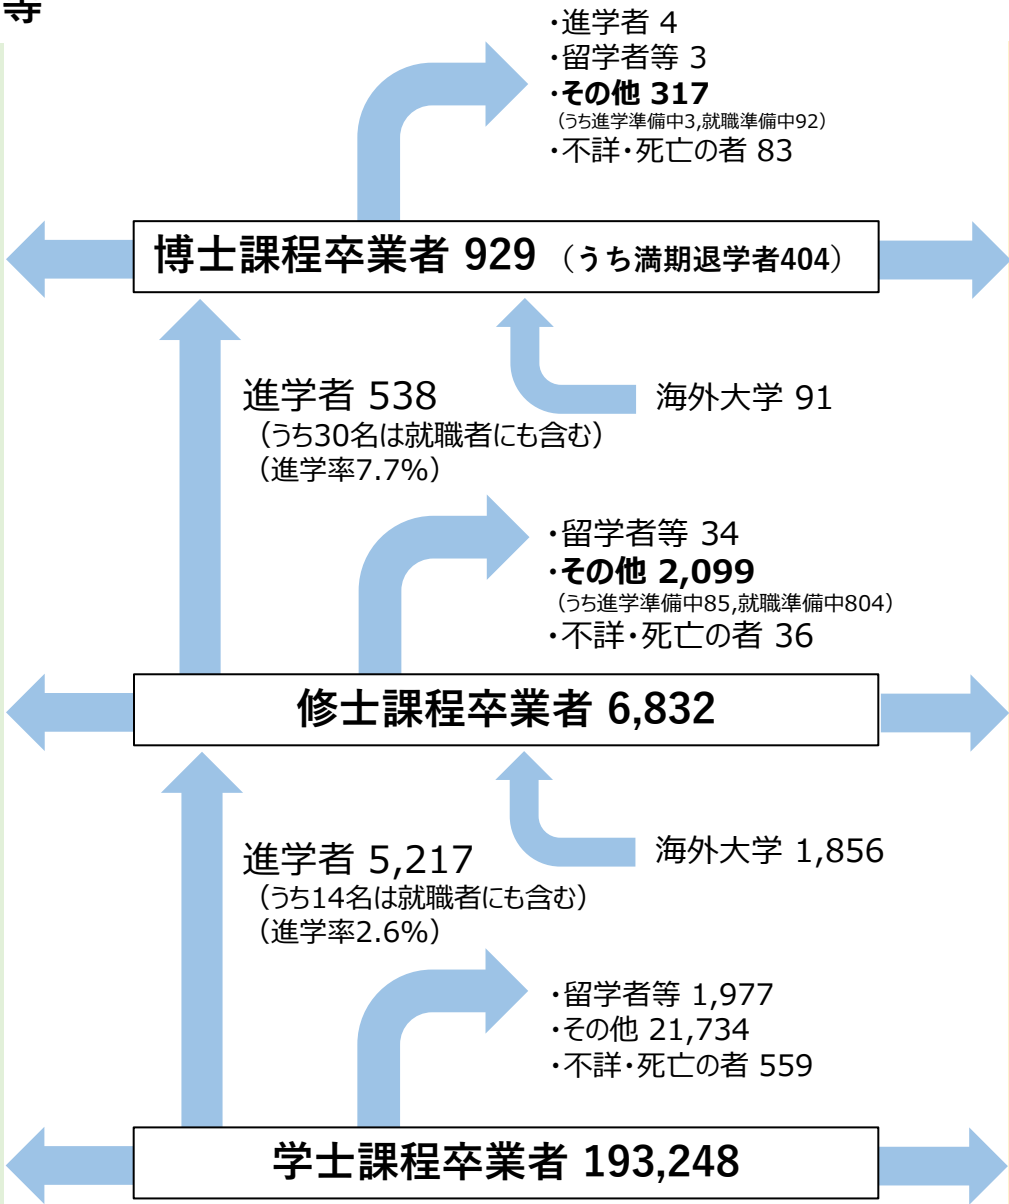 等
・進学者 4
・留学者等 3
・その他 317
（うち進学準備中3,就職準備中92）
・不詳・死亡の者 83
博士課程卒業者 929 （うち満期退学者404）
進学者 538
（うち30名は就職者にも含む）
（進学率7.7%）
海外大学 91
・留学者等 34
・その他 2,099
（うち進学準備中85,就職準備中804）
・不詳・死亡の者 36
修士課程卒業者 6,832
進学者 5,217
（うち14名は就職者にも含む）
（進学率2.6%）
海外大学 1,856
・留学者等 1,977
・その他 21,734
・不詳・死亡の者 559
学士課程卒業者 193,248